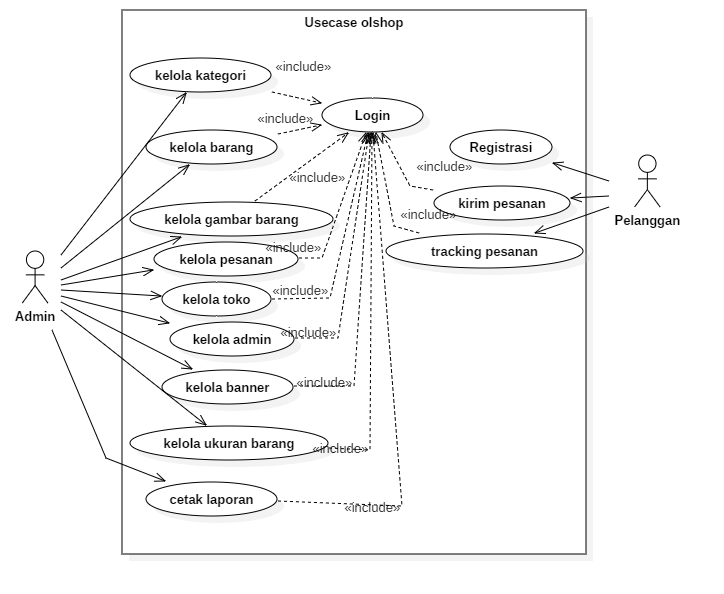 Usecase olshop
kelola kategori
«include»
Login
kelola barang
«include»
Registrasi
«include»
«include»
kirim pesanan
Pelanggan
kelola gambar barang
«include»
tracking pesanan
kelola pesanan
«include»
kelola toko
«include»
Admin
kelola admin
«include»
kelola banner
«include»
kelola ukuran barang
«include»
cetak laporan
«include»